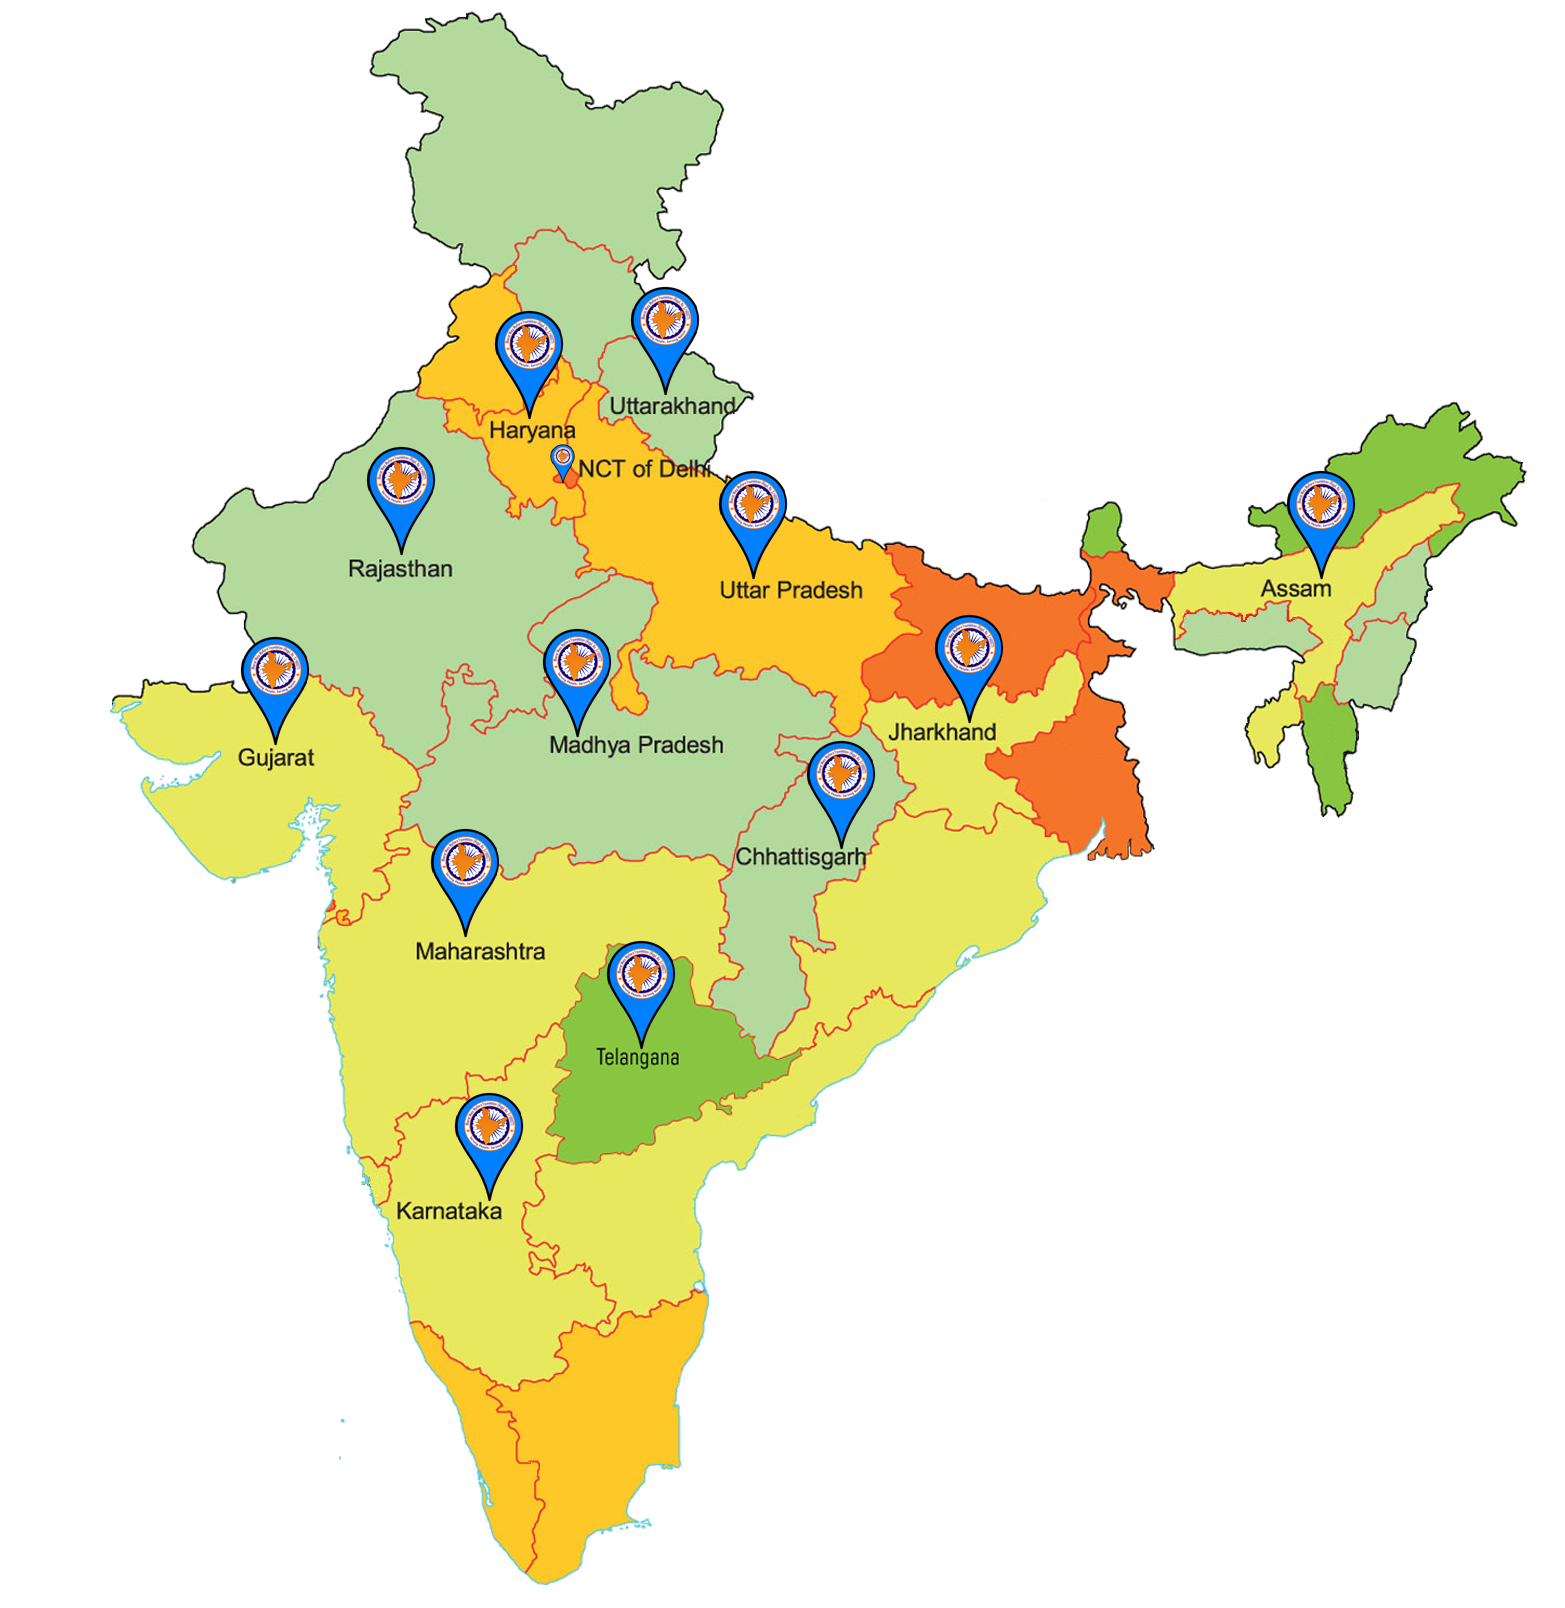 Uttarakhand
Haryana
NCT of Delhi
Rajasthan
Uttar Pradesh
Assam
Gujarat
Madhya Pradesh
Jharkhand
Chhattisgarh
Maharashtra
Telangana
Karnataka